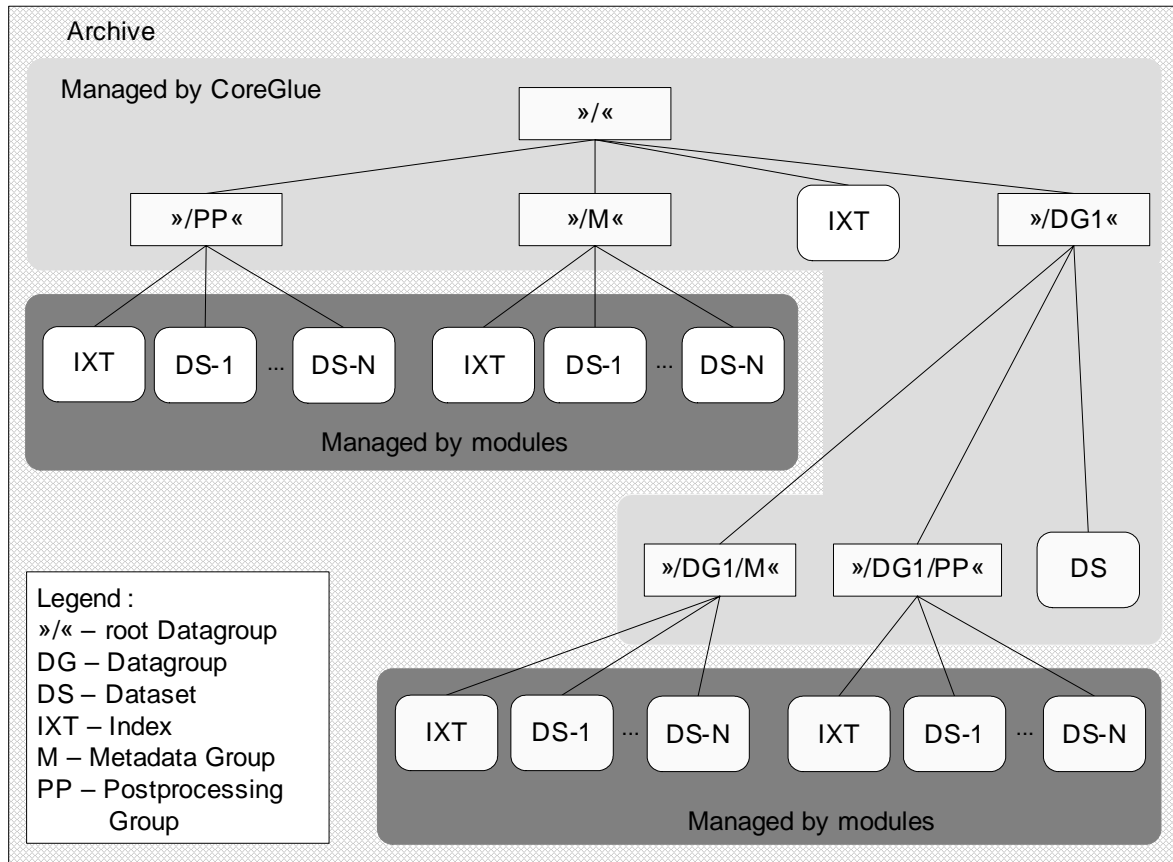 Archive
Managed by CoreGlue
»/«
»/PP«
»/M«
IXT
»/DG1«
IXT
DS-1
...
DS-N
IXT
DS-1
...
DS-N
Managed by modules
»/DG1/M«
»/DG1/PP«
DS
Legend :
»/« – root Datagroup
DG – Datagroup
DS – Dataset
IXT – Index
M – Metadata Group
PP – Postprocessing
Group
IXT
DS-1
...
DS-N
IXT
DS-1
...
DS-N
Managed by modules